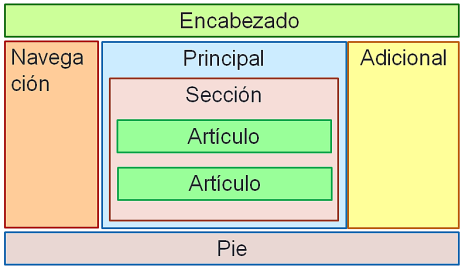 Encabezado
Navega
ción
Principal
Adicional
Sección
Artículo
Artículo
Pie